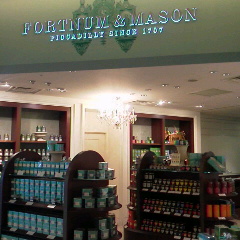 FORTNUM & MASON
PICCADILLY SINCE 1707